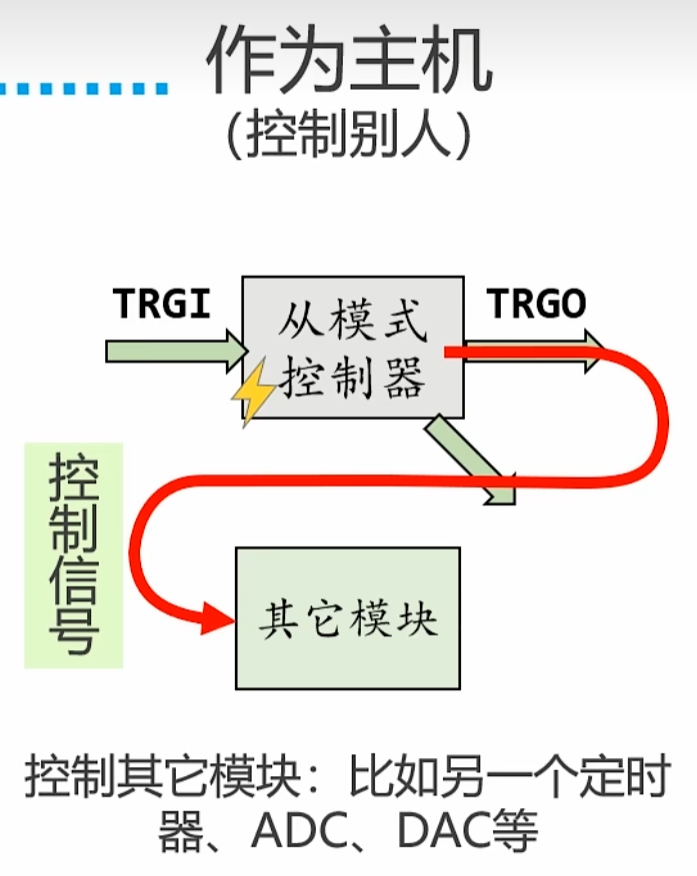 作为主机
（控制别人）
TRGI
从模式
控制器
TRGO
控制信号
其它模块
控制其它模块：比如另一个定时
器、ADC、DAC等